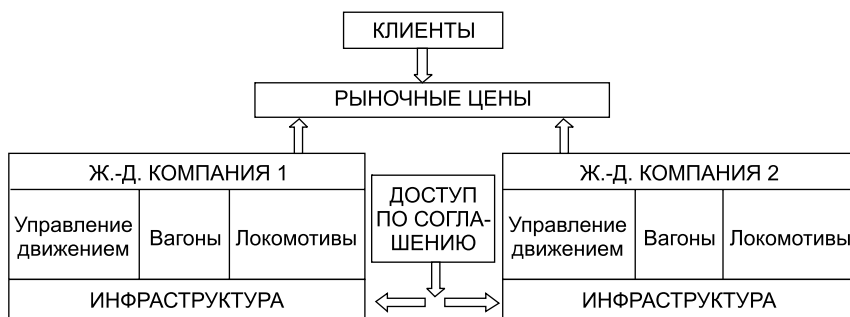 КЛИЕНТЫ
РЫНОЧНЫЕ ЦЕНЫ
Ж.-Д. КОМПАНИЯ 1
Управление
движением
Вагоны
Локомотивы
ИНФРАСТРУКТУРА
ДОСТУП
ПО СОГЛА-
ШЕНИЮ
Ж.-Д. КОМПАНИЯ 2
Управление
движением
Вагоны
Локомотивы
ИНФРАСТРУКТУРА